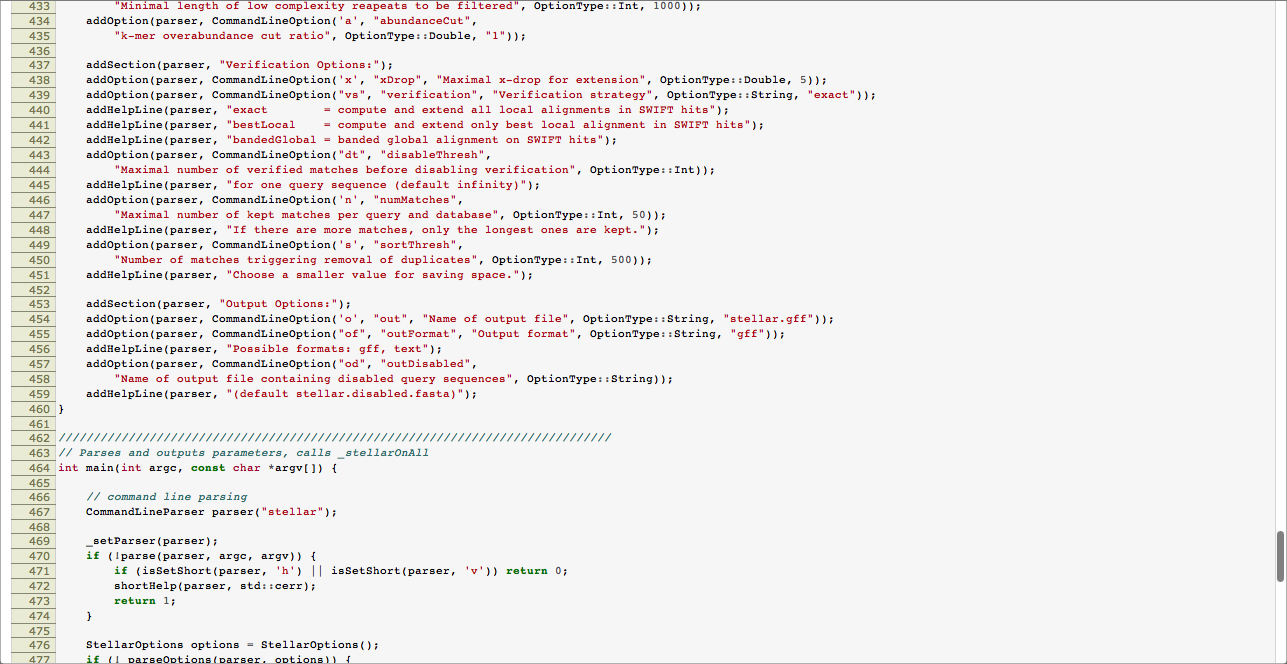 433 "Minimal length of low complexity reapeats to be filtered", OptionType::Int, 1000));
434 addOption(parser, CommandLineOption('a', "abundanceCut",
435 "k-mer overabundance cut ratio", OptionType::Double, "1"));
436
437 addSection(parser, "Verification Options:");
438 addOption(parser, CommandLineOption('x', "xDrop", "Maximal x-drop for extension", OptionType::Double, 5));
439 addOption(parser, CommandLineOption("vs", "verification", "Verification strategy", OptionType::String, "exact"));
440 addHelpLine(parser, "exact        = compute and extend all local alignments in SWIFT hits");
441 addHelpLine(parser, "bestLocal    = compute and extend only best local alignment in SWIFT hits");
442 addHelpLine(parser, "bandedGlobal = banded global alignment on SWIFT hits");
443 addOption(parser, CommandLineOption("dt", "disableThresh",
444 "Maximal number of verified matches before disabling verification", OptionType::Int));
445 addHelpLine(parser, "for one query sequence (default infinity)");
446 addOption(parser, CommandLineOption('n', "numMatches",
447 "Maximal number of kept matches per query and database", OptionType::Int, 50));
448 addHelpLine(parser, "If there are more matches, only the longest ones are kept.");
449 addOption(parser, CommandLineOption('s', "sortThresh",
450 "Number of matches triggering removal of duplicates", OptionType::Int, 500));
451 addHelpLine(parser, "Choose a smaller value for saving space.");
452
453 addSection(parser, "Output Options:");
454 addOption(parser, CommandLineOption('o', "out", "Name of output file", OptionType::String, "stellar.gff"));
455 addOption(parser, CommandLineOption("of", "outFormat", "Output format", OptionType::String, "gff"));
456 addHelpLine(parser, "Possible formats: gff, text");
457 addOption(parser, CommandLineOption("od", "outDisabled",
458 "Name of output file containing disabled query sequences", OptionType::String));
459 addHelpLine(parser, "(default stellar.disabled.fasta)");
460 }
461
462 ///////////////////////////////////////////////////////////////////////////////
463 // Parses and outputs parameters, calls _stellarOnAll
464 int main(int argc, const char *argv[]) {
465
466 // command line parsing
467 CommandLineParser parser("stellar");
468
469 _setParser(parser);
470 if (!parse(parser, argc, argv)) {
471 if (isSetShort(parser, 'h') || isSetShort(parser, 'v')) return 0;
472 shortHelp(parser, std::cerr);
473 return 1;
474 }
475
476 StellarOptions options = StellarOptions();
477 if (!_parseOptions(parser, options)) {